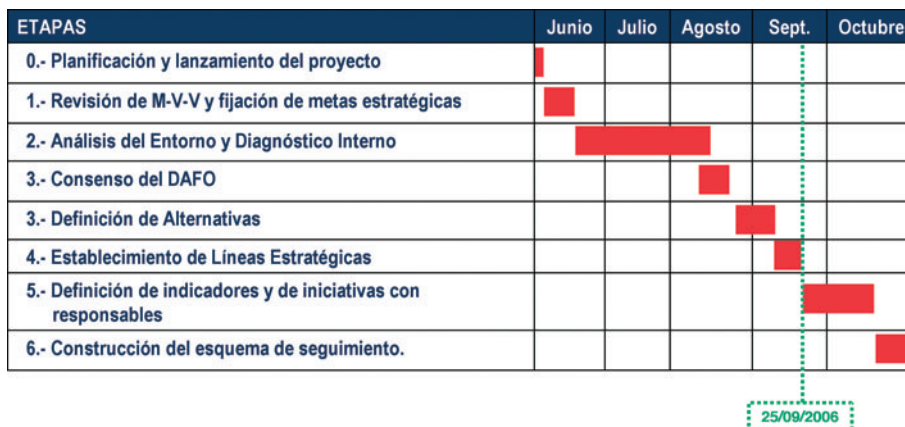 ETAPAS Junio Julio Agosto Sept. Octubre
0.- Planificación y lanzamiento del proyecto
1.- Revisión de M-V-V y fijación de metas estratégicas
2.- Análisis del Entorno y Diagnóstico Interno
3.- Consenso del DAFO
3.- Definición de Alternativas
4.- Establecimiento de Líneas Estratégicas
5.- Definición de indicadores y de iniciativas con
responsables
6.- Construcción del esquema de seguimiento.
25/09/2006